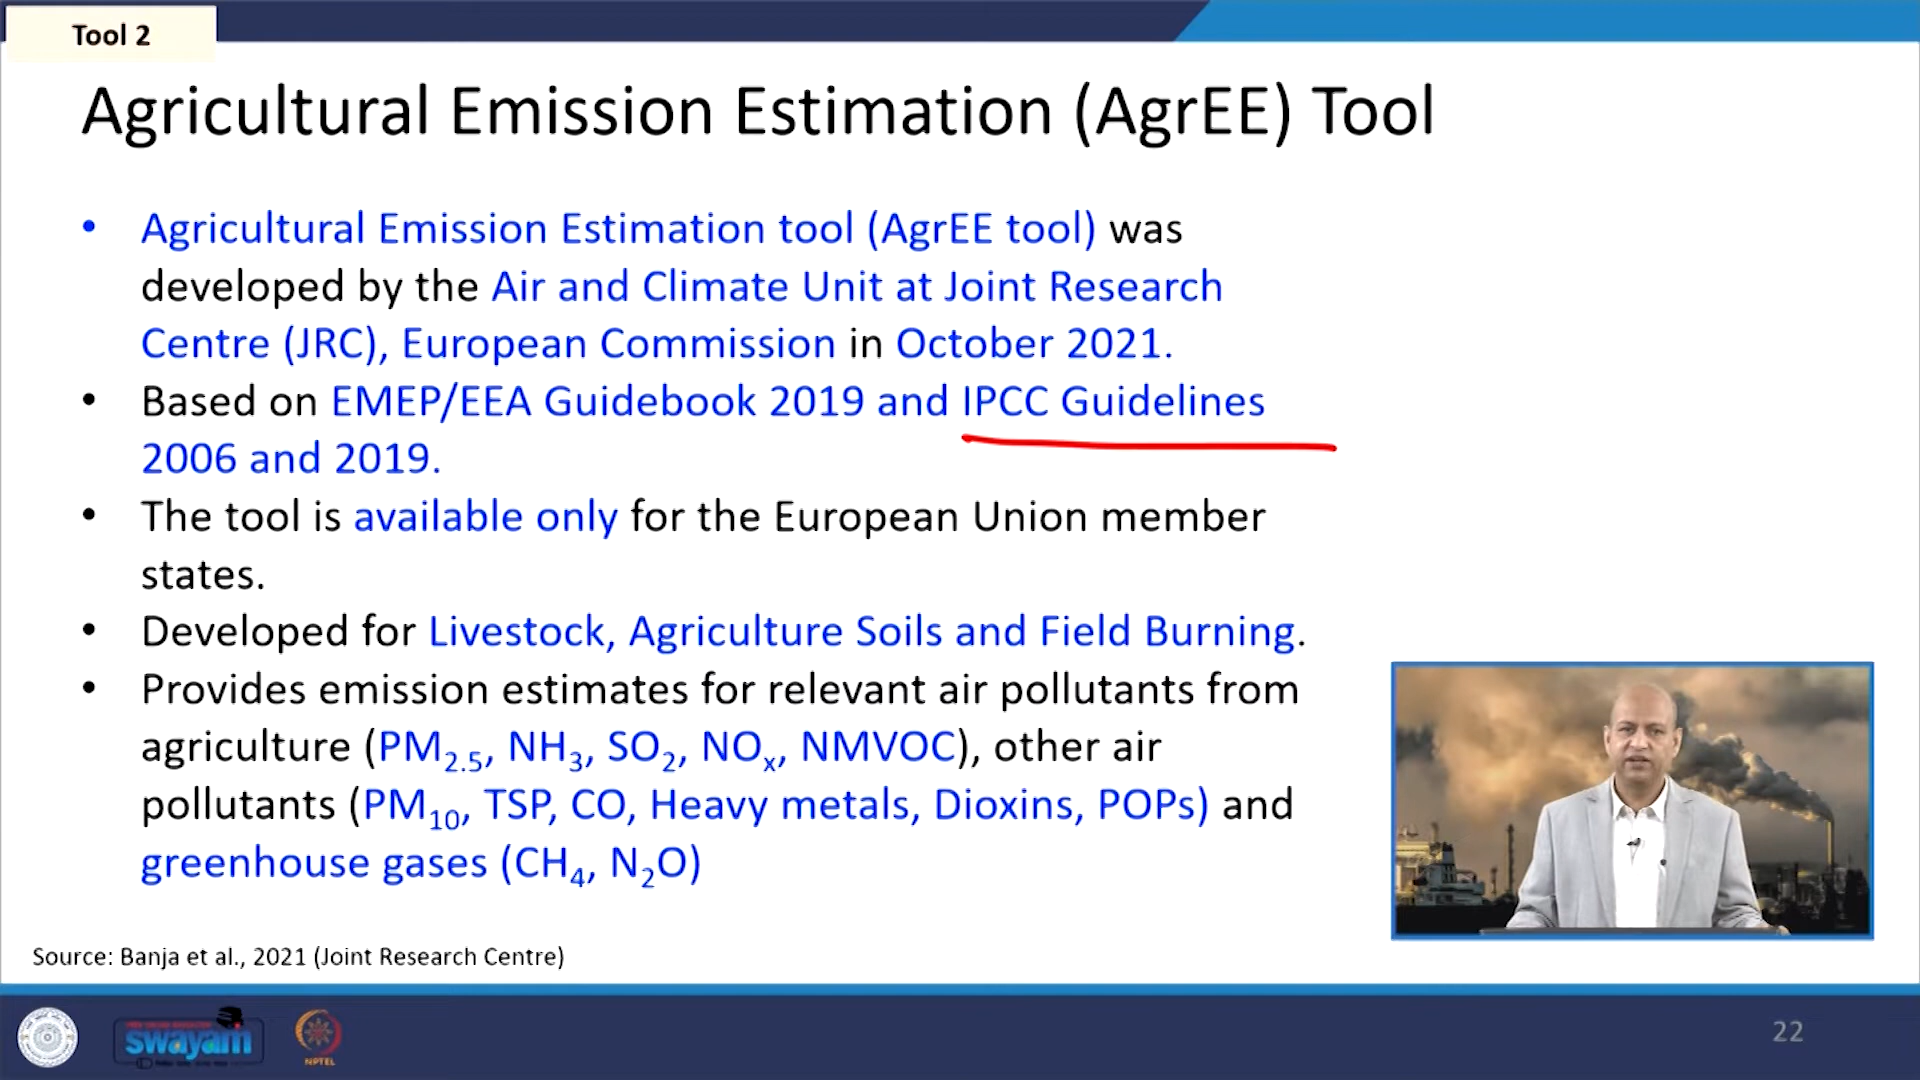 Tool 2
Agricultural Emission Estimation (AgrEE) Tool
• Agricultural Emission Estimation tool (AgrEE tool) was
developed by the Air and Climate Unit at Joint Research
Centre (JRC), European Commission in October 2021.
• Based on EMEP/EEA Guidebook 2019 and IPCC Guidelines
2006 and 2019.
• The tool is available only for the European Union member
states.
• Developed for Livestock, Agriculture Soils and Field Burning.
• Provides emission estimates for relevant air pollutants from
agriculture (PM₂.₅, NH₃, SO₂, NOₓ, NMVOC), other air
pollutants (PM₁₀, TSP, CO, Heavy metals, Dioxins, POPs) and
greenhouse gases (CH₄, N₂O)
Source: Banja et al., 2021 (Joint Research Centre)
swayam
NPTEL
22